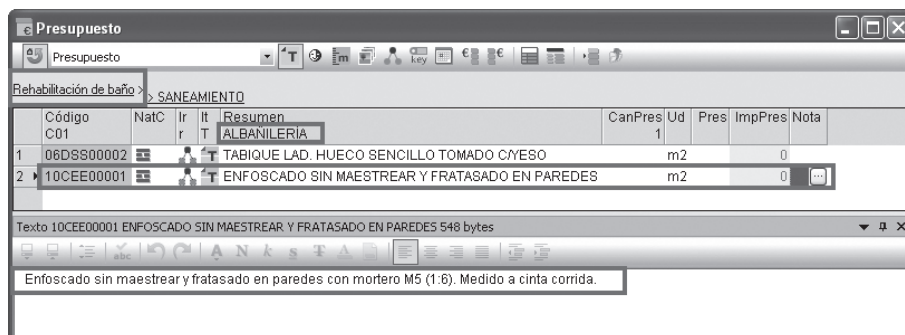 Presupuesto
Presupuesto
Rehabilitación de baño > > SANEAMIENTO
Código NatC Ir It Resumen CanPres Ud Pres ImpPres Nota
C01 r T ALBAÑILERÍA 1
1 06DSS00002 TABIQUE LAD. HUECO SENCILLO TOMADO C/YESO m2 0
2 10CEE00001 ENFOSCADO SIN MAESTREAR Y FRATASADO EN PAREDES m2 0
Texto 10CEE00001 ENFOSCADO SIN MAESTREAR Y FRATASADO EN PAREDES 548 bytes
Enfoscado sin maestrear y fratasado en paredes con mortero M5 (1:6). Medido a cinta corrida.